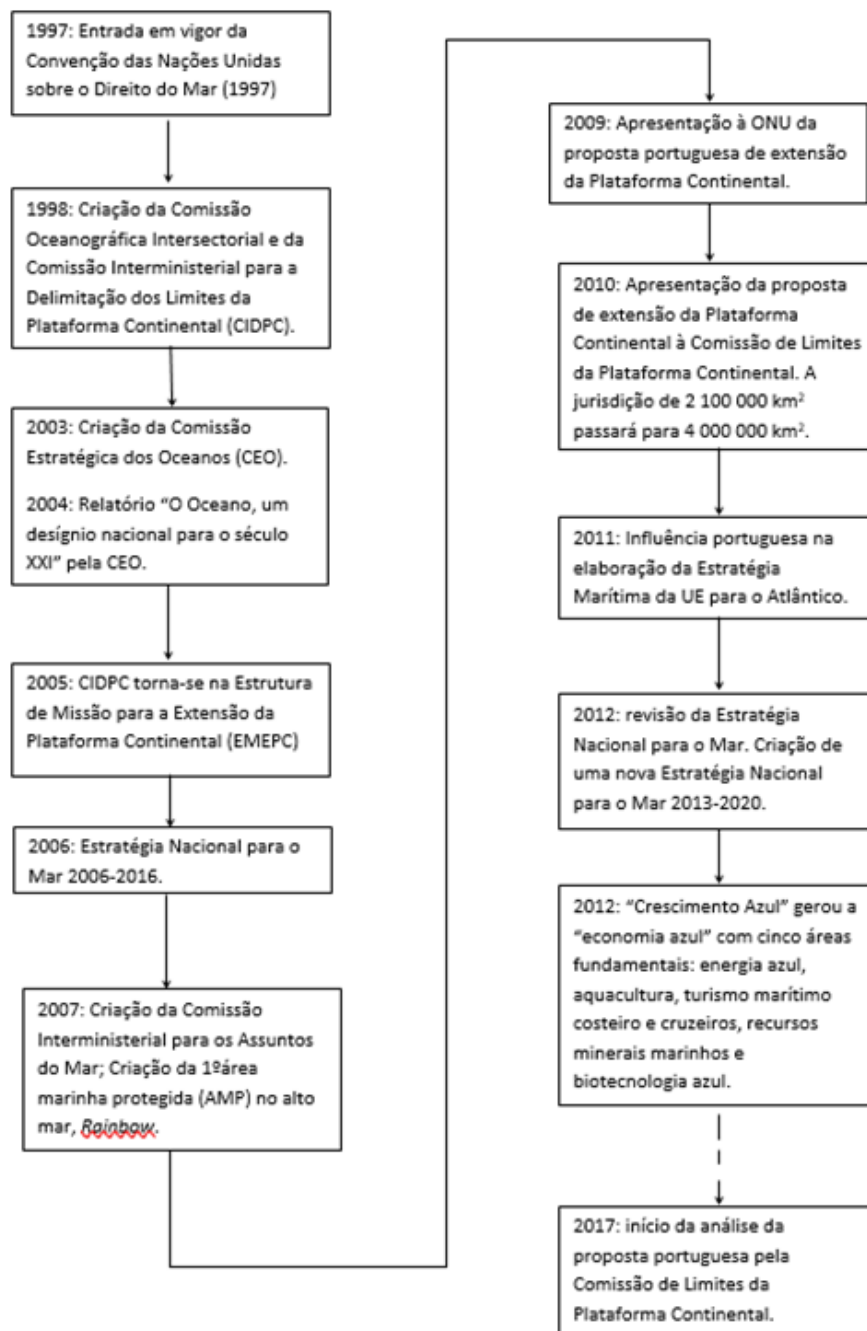 1997: Entrada em vigor da
Convenção das Nações Unidas
sobre o Direito do Mar (1997)
1998: Criação da Comissão
Oceanográfica Intersectorial e da
Comissão Interministerial para a
Delimitação dos Limites da
Plataforma Continental (CIDPC).
2003: Criação da Comissão
Estratégica dos Oceanos (CEO).
2004: Relatório “O Oceano, um
desígnio nacional para o século
XXI” pela CEO.
2005: CIDPC torna-se na Estrutura
de Missão para a Extensão da
Plataforma Continental (EMEPC)
2006: Estratégia Nacional para o
Mar 2006-2016.
2007: Criação da Comissão
Interministerial para os Assuntos
do Mar; Criação da 1ºárea
marinha protegida (AMP) no alto
mar, Rainbow.
2009: Apresentação à ONU da
proposta portuguesa de extensão
da Plataforma Continental.
2010: Apresentação da proposta
de extensão da Plataforma
Continental à Comissão de Limites
da Plataforma Continental. A
jurisdição de 2 100 000 km²
passará para 4 000 000 km².
2011: Influência portuguesa na
elaboração da Estratégia
Marítima da UE para o Atlântico.
2012: revisão da Estratégia
Nacional para o Mar. Criação de
uma nova Estratégia Nacional
para o Mar 2013-2020.
2012: “Crescimento Azul” gerou a
“economia azul” com cinco áreas
fundamentais: energia azul,
aquacultura, turismo marítimo
costeiro e cruzeiros, recursos
minerais marinhos e
biotecnologia azul.
2017: início da análise da
proposta portuguesa pela
Comissão de Limites da
Plataforma Continental.